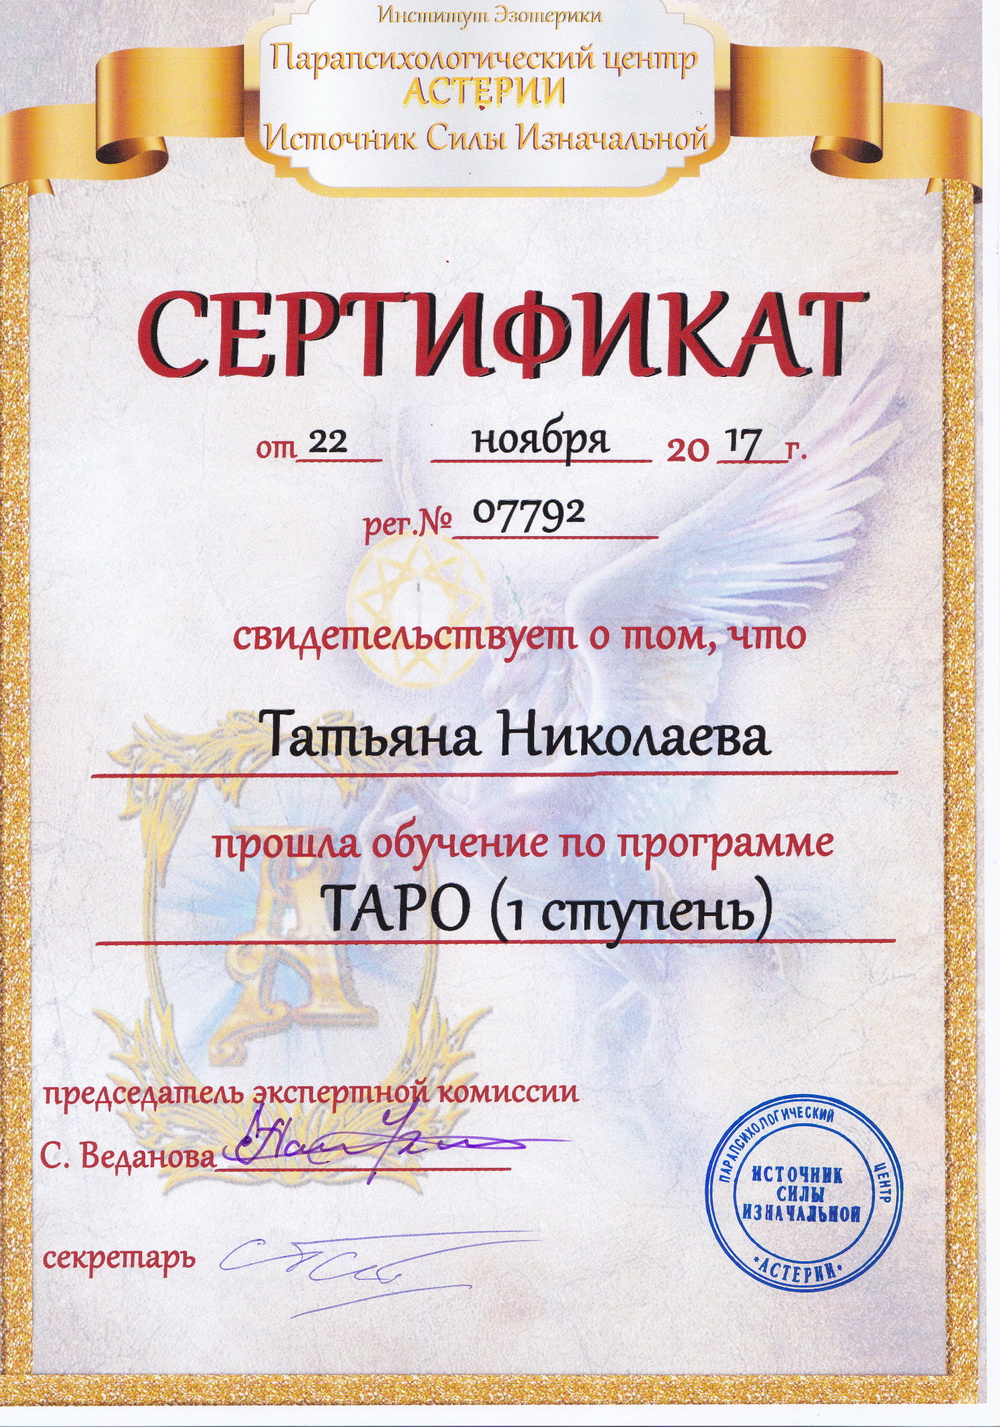 Институт Эзотерики
Парапсихологический центр
АСТЕРИИ
Источник Силы Изначальной
СЕРТИФИКАТ
от 22 ноября 20 17 г.
рег.№ 07792
свидетельствует о том, что
Татьяна Николаева
прошла обучение по программе
ТАРО (1 ступень)
председатель экспертной комиссии
С. Веданова
секретарь
ПАРАПСИХОЛОГИЧЕСКИЙ ЦЕНТР
ИСТОЧНИК
СИЛЫ
ИЗНАЧАЛЬНОЙ
•АСТЕРИИ•